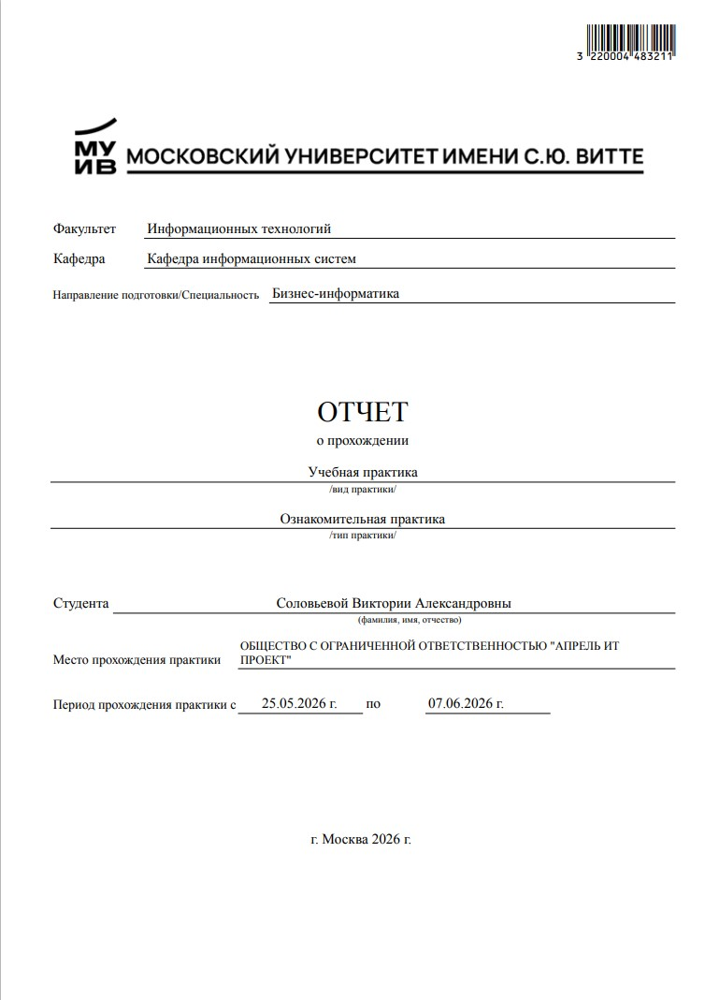 3 220004 483211
МУ
ИВ
МОСКОВСКИЙ УНИВЕРСИТЕТ ИМЕНИ С.Ю. ВИТТЕ
Факультет Информационных технологий
Кафедра Кафедра информационных систем
Направление подготовки/Специальность Бизнес-информатика
ОТЧЕТ
о прохождении
Учебная практика
/вид практики/
Ознакомительная практика
/тип практики/
Студента Соловьевой Виктории Александровны
(фамилия, имя, отчество)
Место прохождения практики ОБЩЕСТВО С ОГРАНИЧЕННОЙ ОТВЕТСТВЕННОСТЬЮ "АПРЕЛЬ ИТ
ПРОЕКТ"
Период прохождения практики с 25.05.2026 г. по 07.06.2026 г.
г. Москва 2026 г.